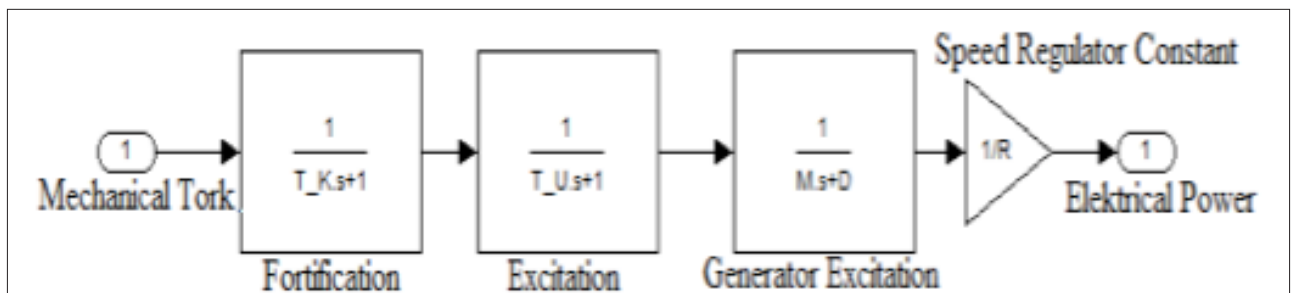 Speed Regulator Constant
1
Mechanical Tork
1
T_K.s+1
Fortification
1
T_U.s+1
Excitation
1
M.s+D
Generator Excitation
1/R
1
Elektrical Power